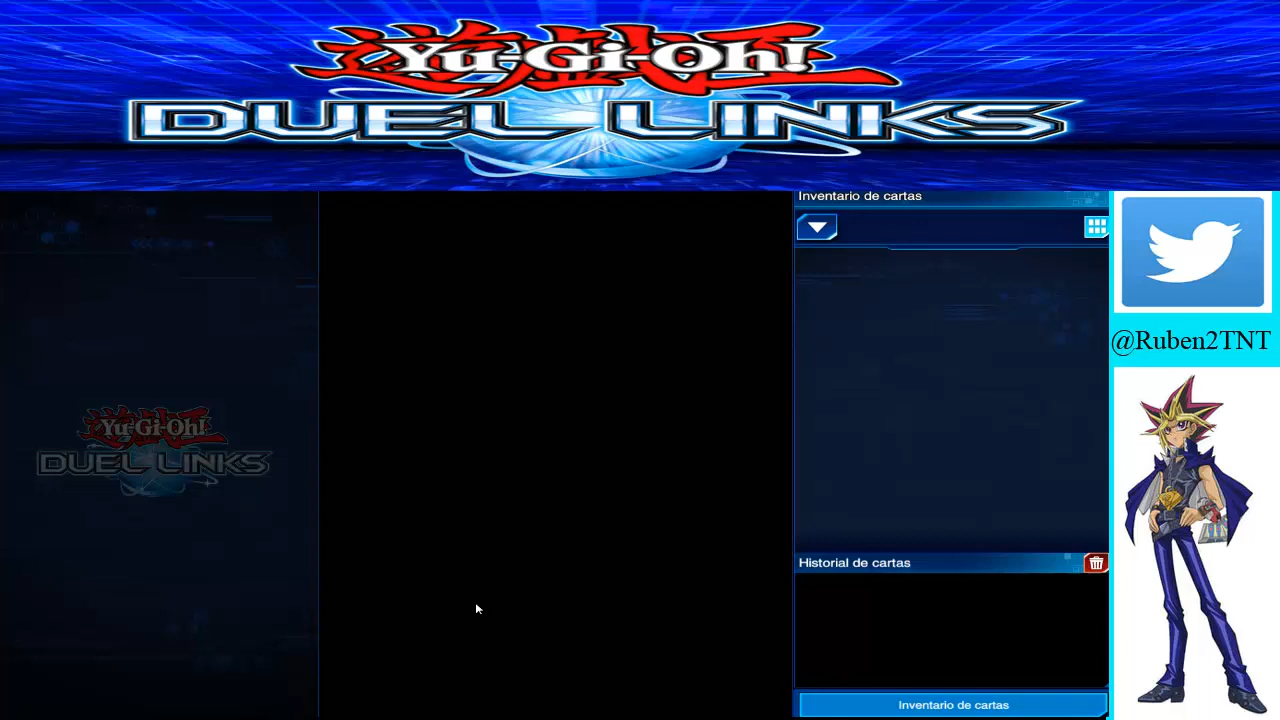 Yu-Gi-Oh!
DUEL LINKS
Inventario de cartas
@Ruben2TNT
Yu-Gi-Oh!
DUEL LINKS
Historial de cartas
Inventario de cartas